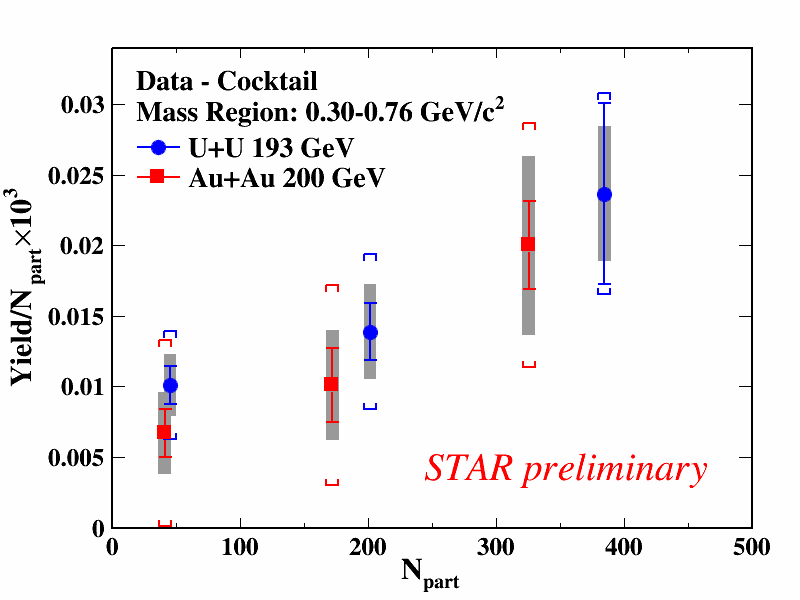 Data - Cocktail
Mass Region: 0.30-0.76 GeV/c²
U+U 193 GeV
Au+Au 200 GeV
Yield/N_part×10³
0.03
0.025
0.02
0.015
0.01
0.005
0
STAR preliminary
0 100 200 300 400 500
N_part